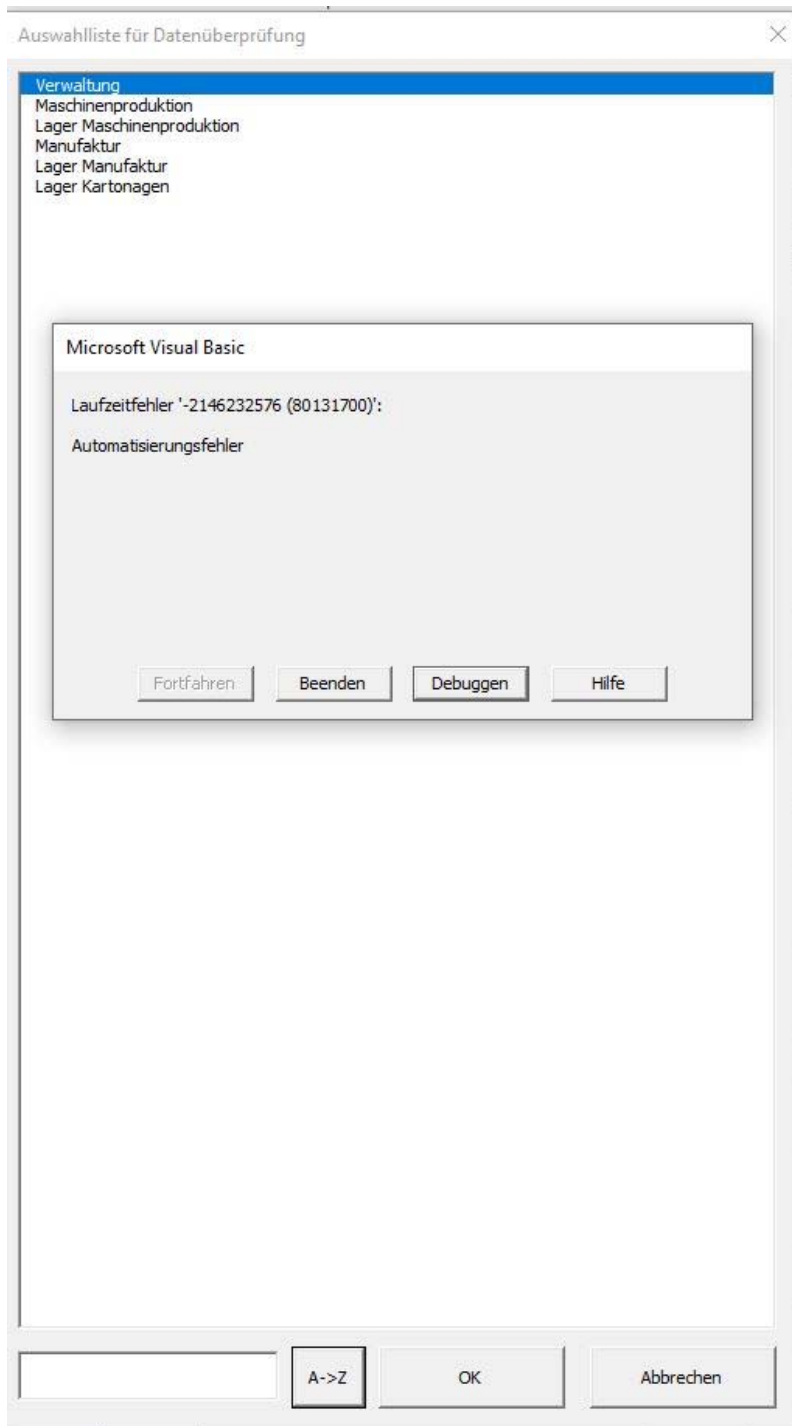 Auswahlliste für Datenüberprüfung
Verwaltung
Maschinenproduktion
Lager Maschinenproduktion
Manufaktur
Lager Manufaktur
Lager Kartonagen
Microsoft Visual Basic
Laufzeitfehler '-2146232576 (80131700)':
Automatisierungsfehler
Fortfahren Beenden Debuggen Hilfe
A->Z OK Abbrechen